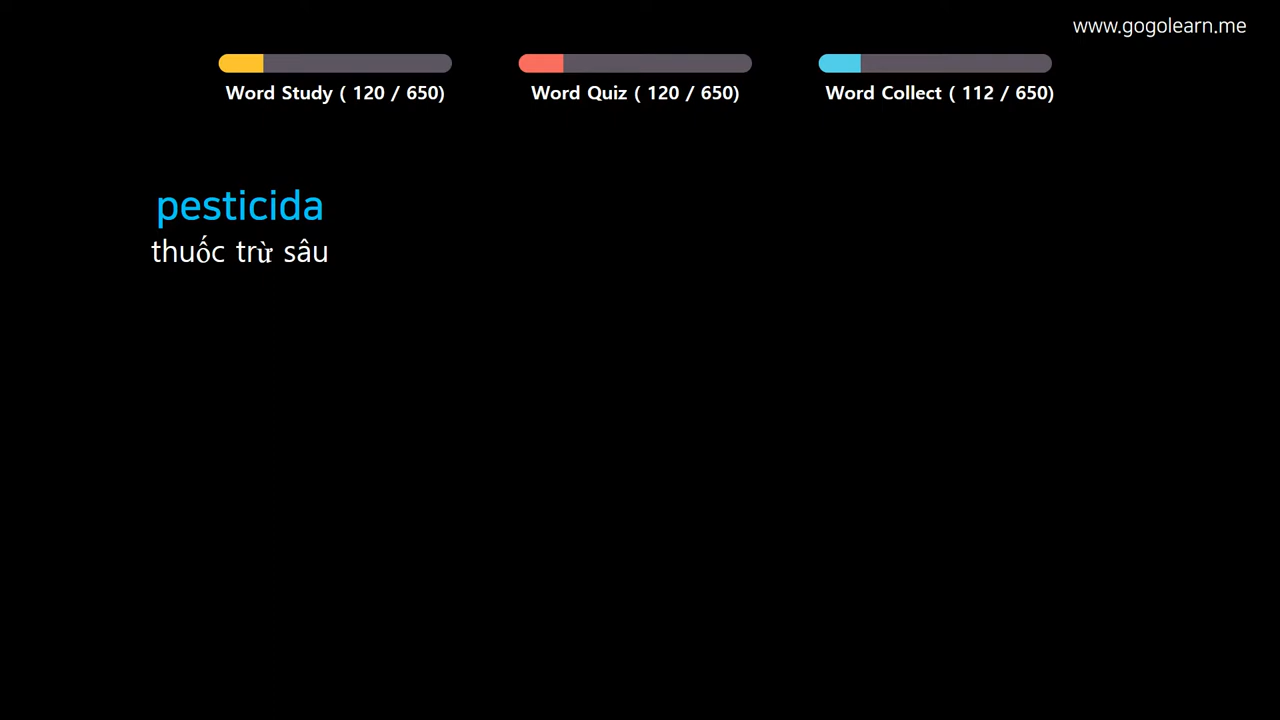 www.gogolearn.me
Word Study ( 120 / 650)
Word Quiz ( 120 / 650)
Word Collect ( 112 / 650)
pesticida
thuốc trừ sâu